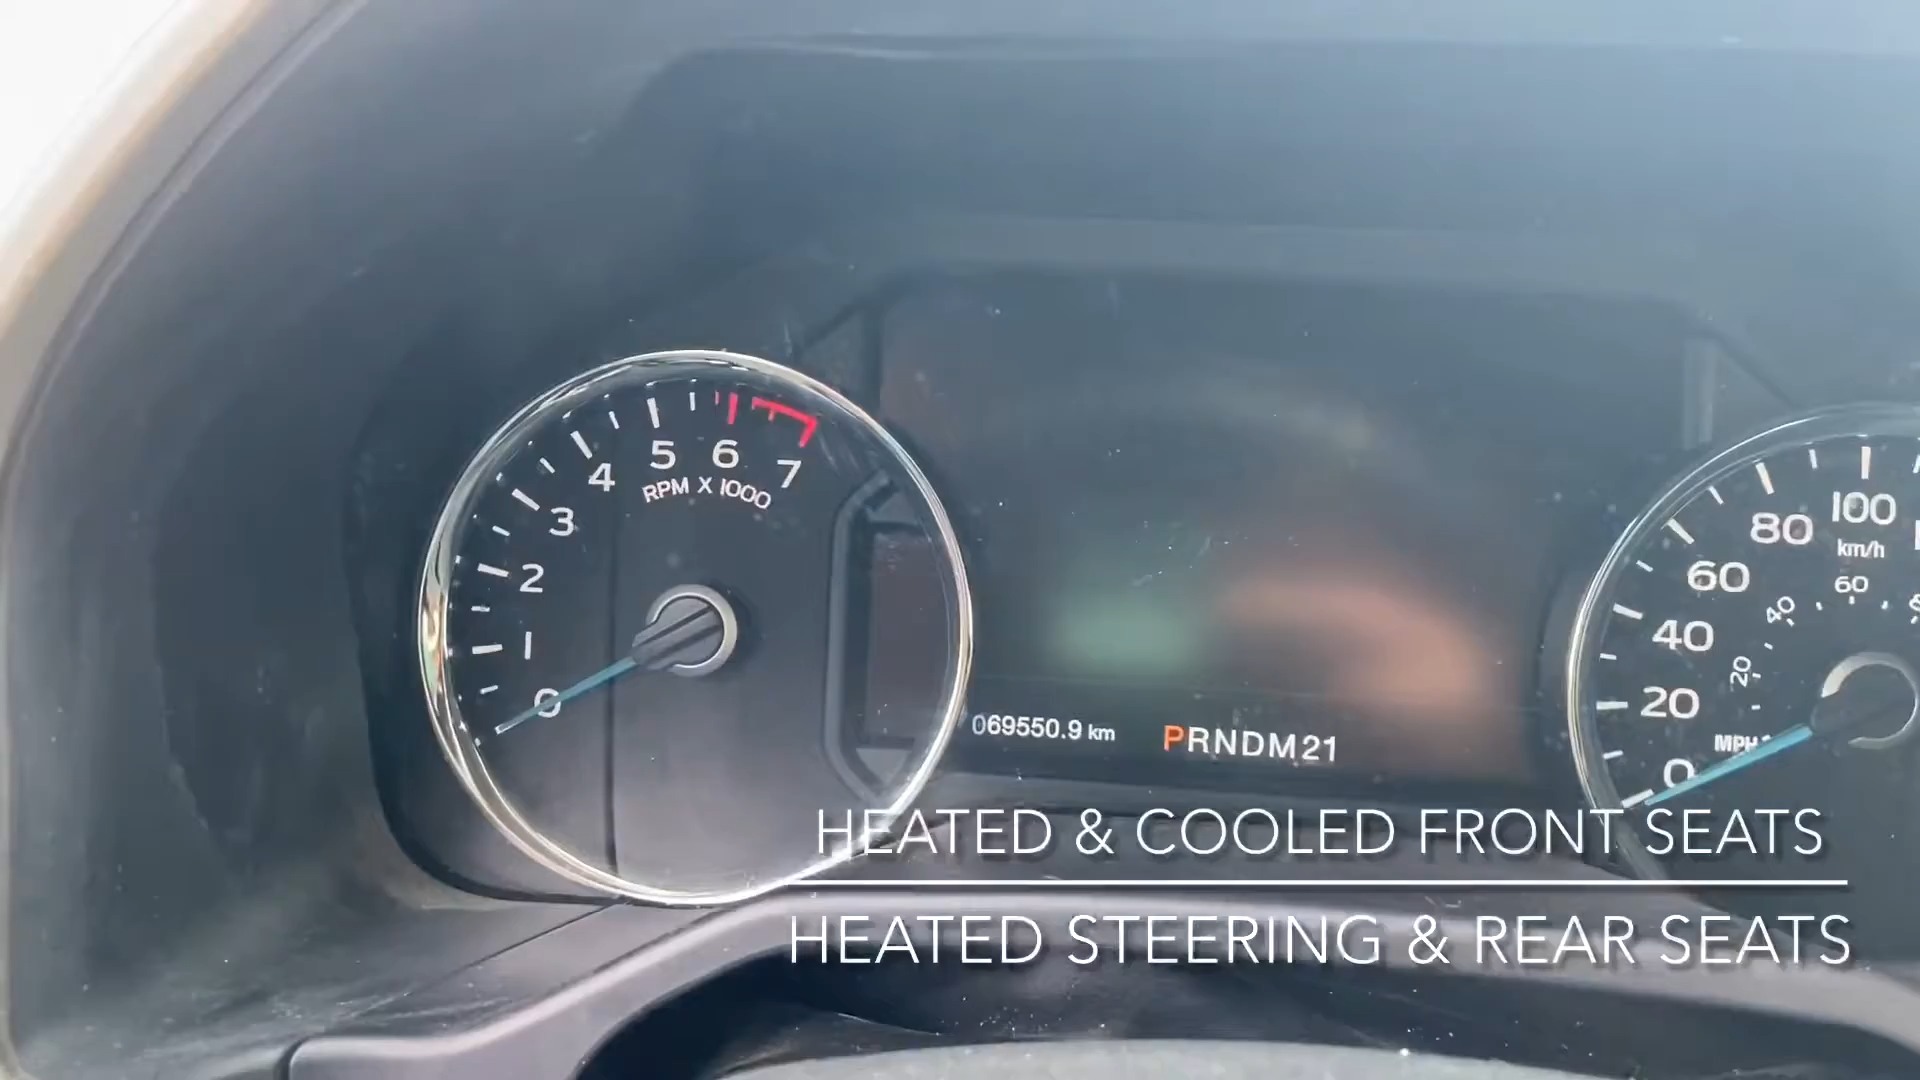 5 6
4 7
RPM X 1000
3
2
1
0
100
80
km/h
60
60
40
40
20
20
MPH
0
069550.9 km
PRNDM21
HEATED & COOLED FRONT SEATS
HEATED STEERING & REAR SEATS